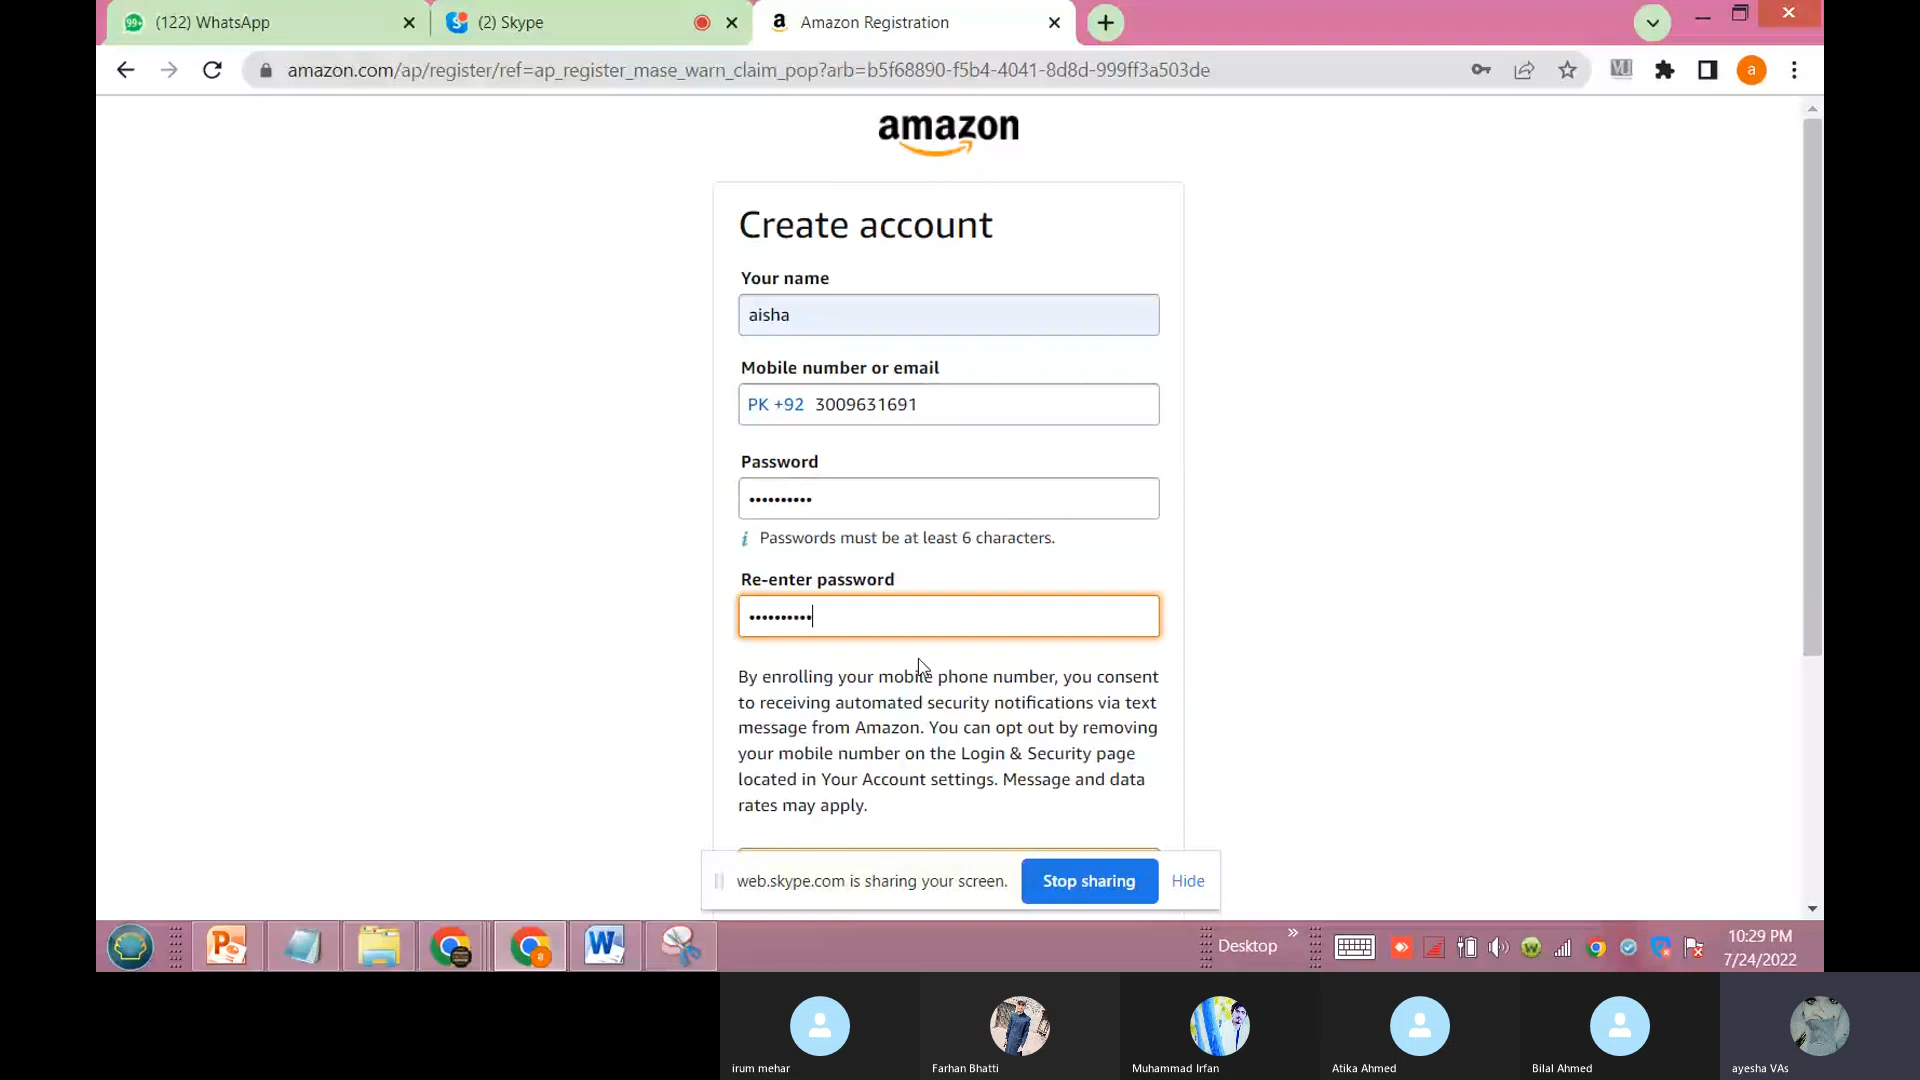 99+ (122) WhatsApp
(2) Skype
a Amazon Registration
amazon.com/ap/register/ref=ap_register_mase_warn_claim_pop?arb=b5f68890-f5b4-4041-8d8d-999ff3a503de
a
amazon
Create account
Your name
aisha
Mobile number or email
PK +92 3009631691
Password
Passwords must be at least 6 characters.
Re-enter password
By enrolling your mobile phone number, you consent
to receiving automated security notifications via text
message from Amazon. You can opt out by removing
your mobile number on the Login & Security page
located in Your Account settings. Message and data
rates may apply.
web.skype.com is sharing your screen.
Stop sharing
Hide
Desktop
10:29 PM
7/24/2022
irum mehar
Farhan Bhatti
Muhammad Irfan
Atika Ahmed
Bilal Ahmed
ayesha VAs